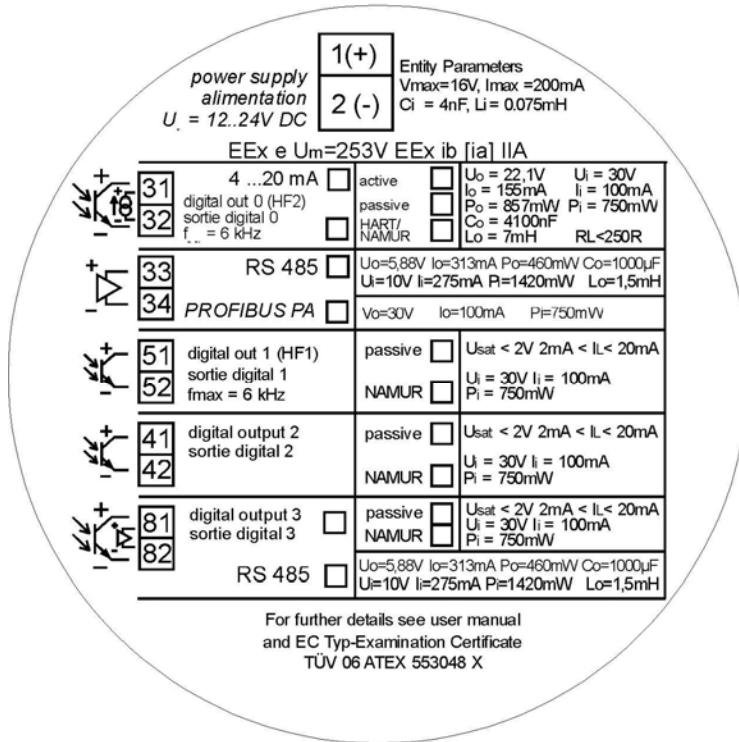 1(+)
2 (-)
power supply
alimentation
U_ = 12..24V DC
Entity Parameters
Vmax=16V, Imax =200mA
Ci = 4nF, Li = 0.075mH
EEx e Um=253V EEx ib [ia] IIA
+
31
32
−
4 ...20 mA
digital out 0 (HF2)
sortie digital 0
f = 6 kHz
active
passive
HART/
NAMUR
Uo = 22,1V Ui = 30V
Io = 155mA Ii = 100mA
Po = 857mW Pi = 750mW
Co = 4100nF
Lo = 7mH RL<250R
+
33
34
−
RS 485
PROFIBUS PA
Uo=5,88V Io=313mA Po=460mW Co=1000µF
Ui=10V Ii=275mA Pi=1420mW Lo=1,5mH
Vo=30V Io=100mA Pi=750mW
+
51
52
−
digital out 1 (HF1)
sortie digital 1
fmax = 6 kHz
passive
NAMUR
Usat < 2V 2mA < IL< 20mA
Ui = 30V Ii = 100mA
Pi = 750mW
+
41
42
−
digital output 2
sortie digital 2
passive
NAMUR
Usat < 2V 2mA < IL< 20mA
Ui = 30V Ii = 100mA
Pi = 750mW
+
81
82
−
digital output 3
sortie digital 3
RS 485
passive
NAMUR
Usat < 2V 2mA < IL< 20mA
Ui = 30V Ii = 100mA
Pi = 750mW
Uo=5,88V Io=313mA Po=460mW Co=1000µF
Ui=10V Ii=275mA Pi=1420mW Lo=1,5mH
For further details see user manual
and EC Typ-Examination Certificate
TÜV 06 ATEX 553048 X